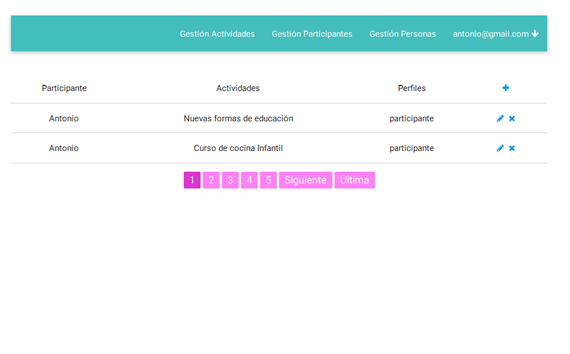 Gestión Actividades Gestión Participantes Gestión Personas antonio@gmail.com
Participante Actividades Perfiles
Antonio Nuevas formas de educación participante
Antonio Curso de cocina Infantil participante
1 2 3 4 5 Siguiente Última